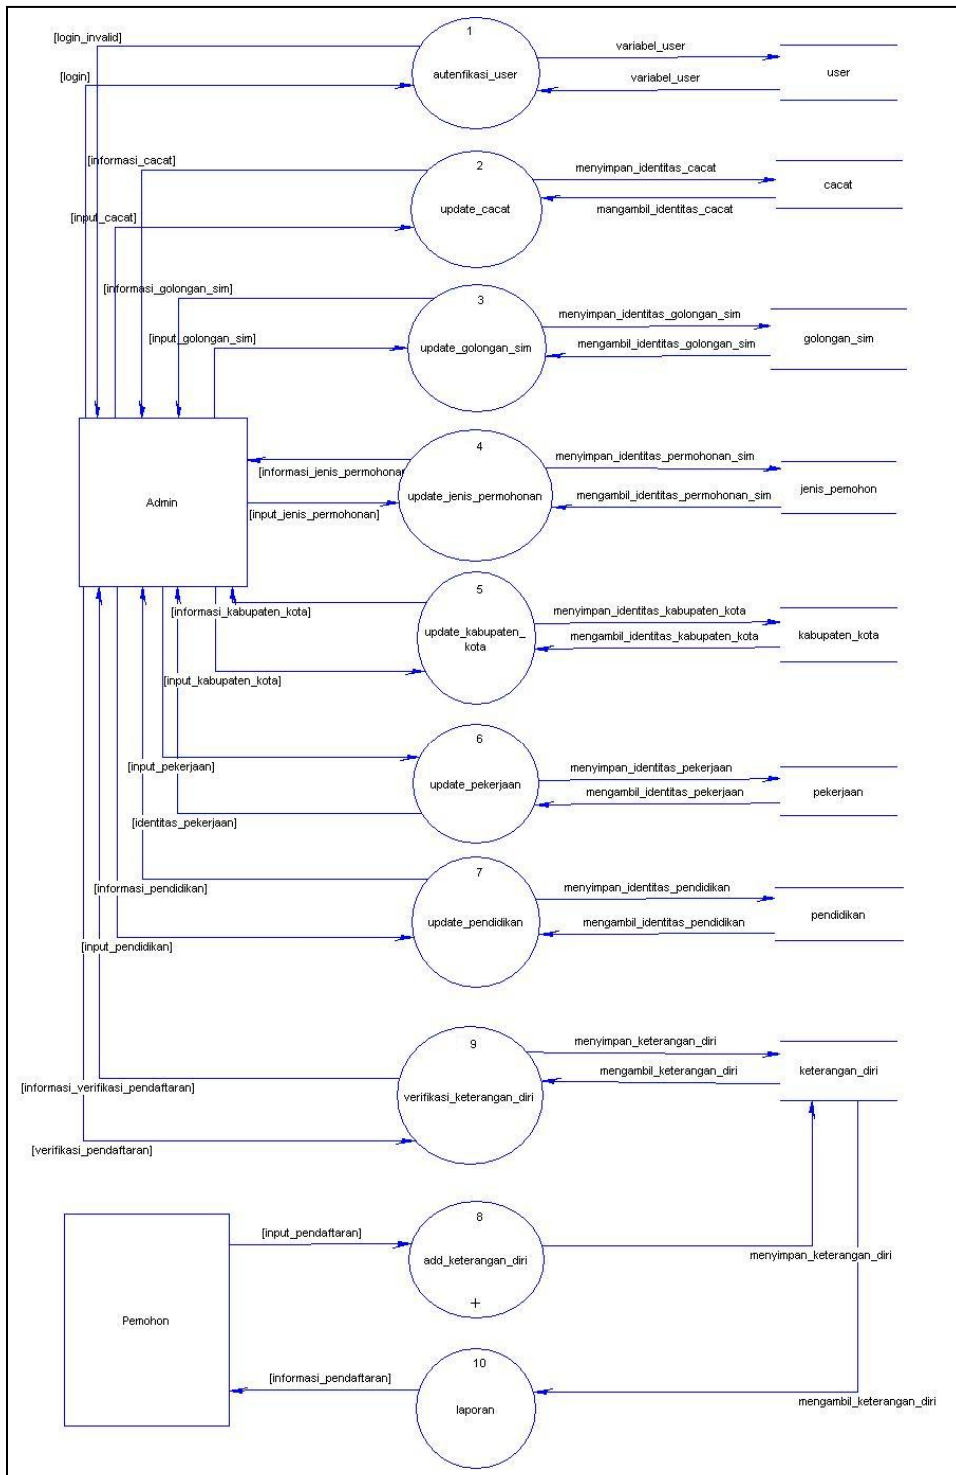 1
[login_invalid]
variabel_user
autenfikasi_user
user
[login]
variabel_user
2
[informasi_cacat]
menyimpan_identitas_cacat
cacat
update_cacat
mangambil_identitas_cacat
[input_cacat]
3
[informasi_golongan_sim]
menyimpan_identitas_golongan_sim
[input_golongan_sim]
update_golongan_sim
mengambil_identitas_golongan_sim
golongan_sim
4
menyimpan_identitas_permohonan_sim
[informasi_jenis_permohonan
update_jenis_permohonan
jenis_pemohon
mengambil_identitas_permohonan_sim
Admin
[input_jenis_permohonan]
5
[informasi_kabupaten_kota]
menyimpan_identitas_kabupaten_kota
update_kabupaten_
kota
mengambil_identitas_kabupaten_kota
kabupaten_kota
[input_kabupaten_kota]
6
[input_pekerjaan]
menyimpan_identitas_pekerjaan
update_pekerjaan
pekerjaan
mengambil_identitas_pekerjaan
[identitas_pekerjaan]
7
[informasi_pendidikan]
menyimpan_identitas_pendidikan
update_pendidikan
pendidikan
mengambil_identitas_pendidikan
[input_pendidikan]
9
menyimpan_keterangan_diri
mengambil_keterangan_diri
keterangan_diri
[informasi_verifikasi_pendaftaran]
verifikasi_keterangan_diri
[verifikasi_pendaftaran]
8
[input_pendaftaran]
add_keterangan_diri
menyimpan_keterangan_diri
+
Pemohon
10
[informasi_pendaftaran]
laporan
mengambil_keterangan_diri